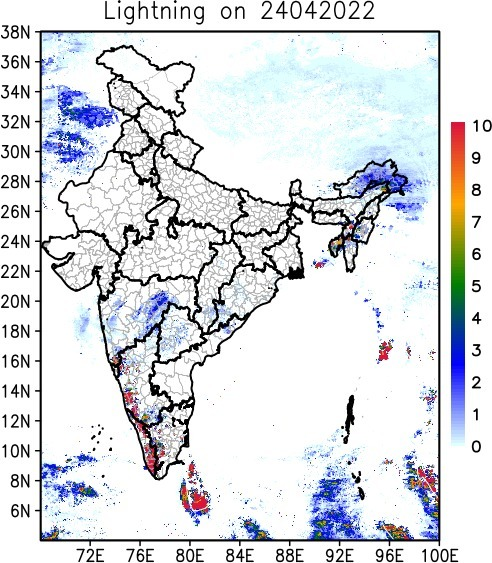 Lightning on 24042022
38N
36N
34N
32N
30N
28N
26N
24N
22N
20N
18N
16N
14N
12N
10N
8N
6N
72E 76E 80E 84E 88E 92E 96E 100E
10
9
8
7
6
5
4
3
2
1
0